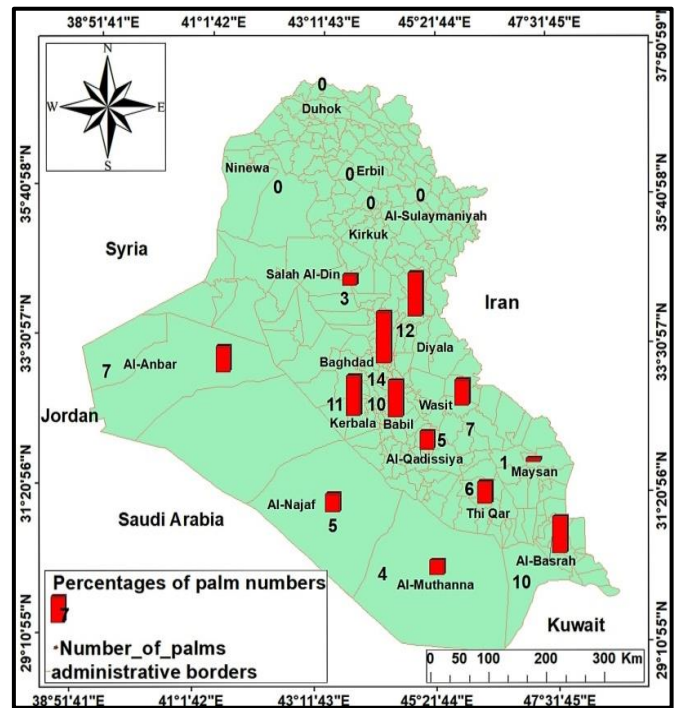 38°51'41"E 41°1'42"E 43°11'43"E 45°21'44"E 47°31'45"E
37°50'59"N
N
W E
S
0
Duhok
Ninewa
0
0 Erbil
0
0
Al-Sulaymaniyah
Kirkuk
35°40'58"N
35°40'58"N
Syria
Salah Al-Din
3
Iran
33°30'57"N
33°30'57"N
12
Diyala
7 Al-Anbar
Baghdad
14
11
Kerbala
10
Babil
Wasit
7
Jordan
5
Al-Qadissiya
1
Maysan
31°20'56"N
31°20'56"N
6
Thi Qar
Al-Najaf
5
Saudi Arabia
Al-Basrah
10
4
Al-Muthanna
Kuwait
Percentages of palm numbers
7
Number_of_palms
administrative borders
29°10'55"N
29°10'55"N
0 50 100 200 300 Km
38°51'41"E 41°1'42"E 43°11'43"E 45°21'44"E 47°31'45"E